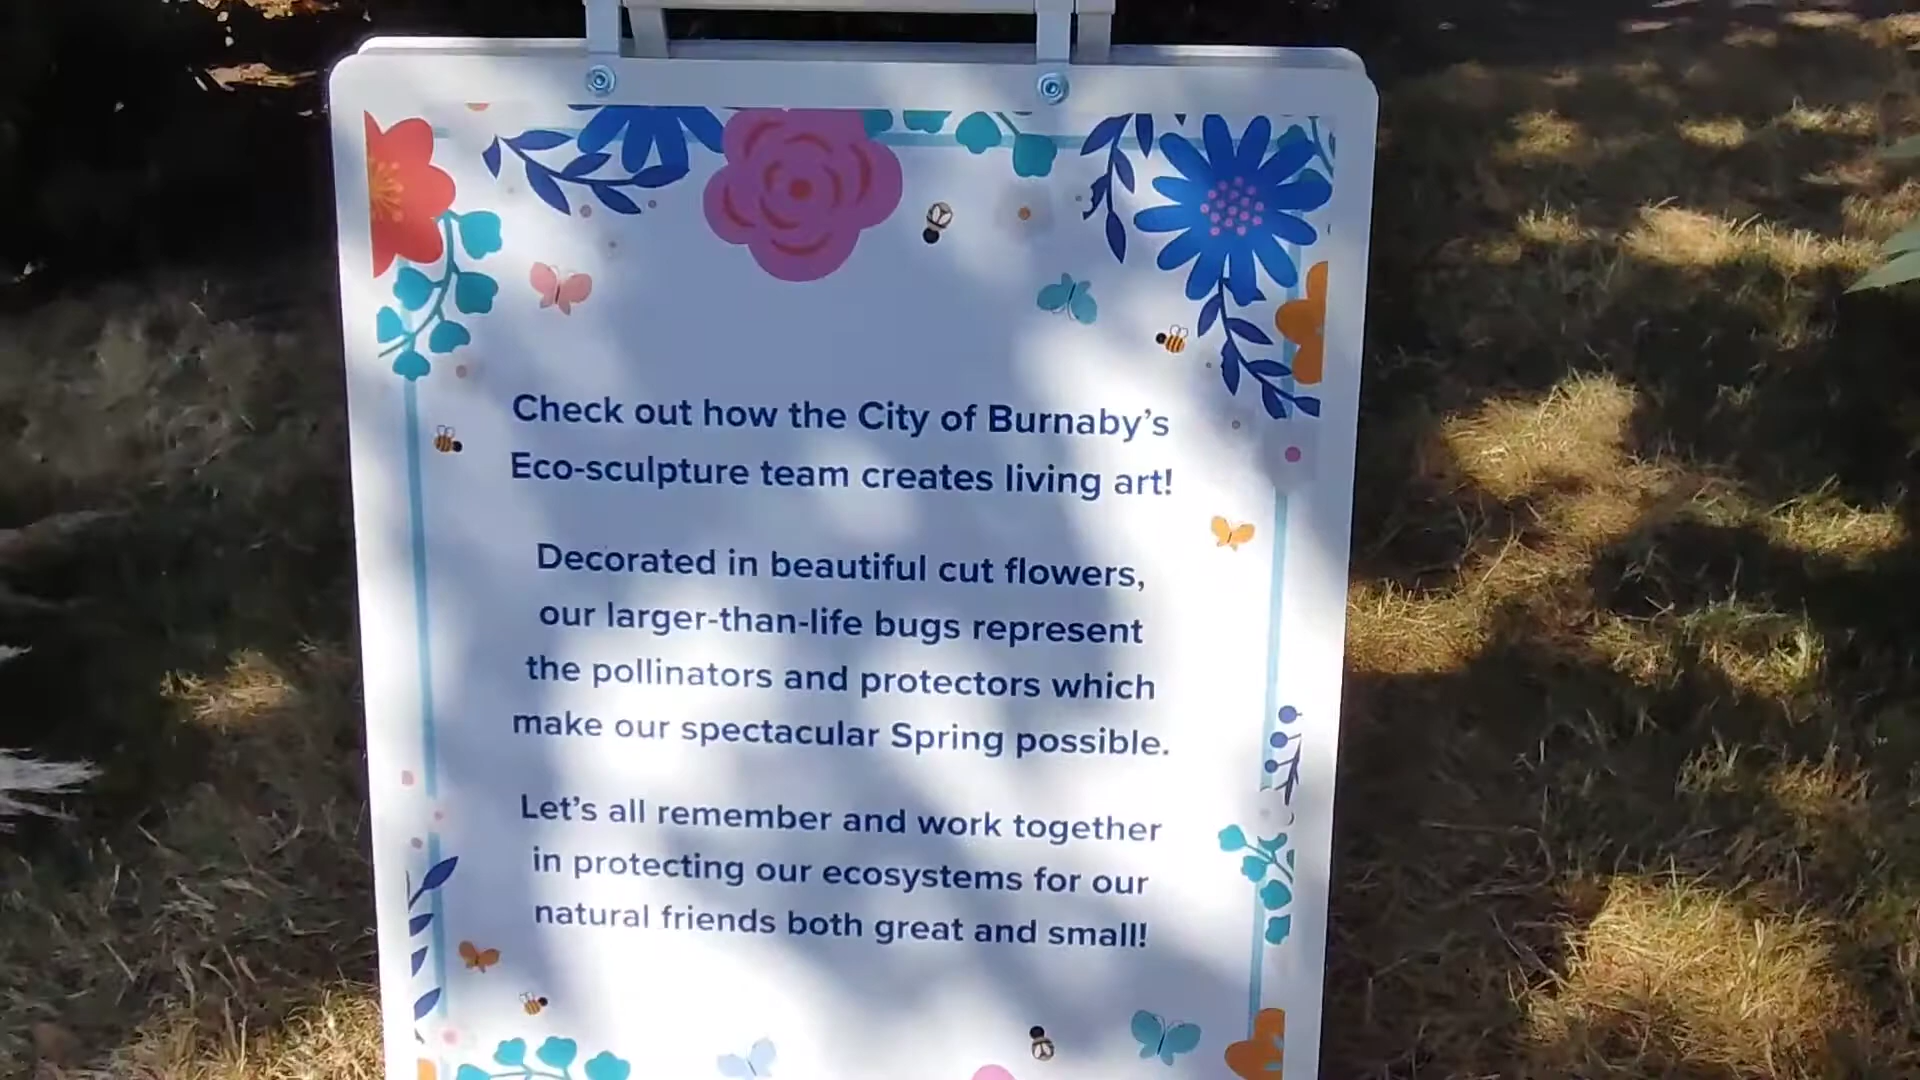 Check out how the City of Burnaby's
Eco-sculpture team creates living art!
Decorated in beautiful cut flowers,
our larger-than-life bugs represent
the pollinators and protectors which
make our spectacular Spring possible.
Let's all remember and work together
in protecting our ecosystems for our
natural friends both great and small!